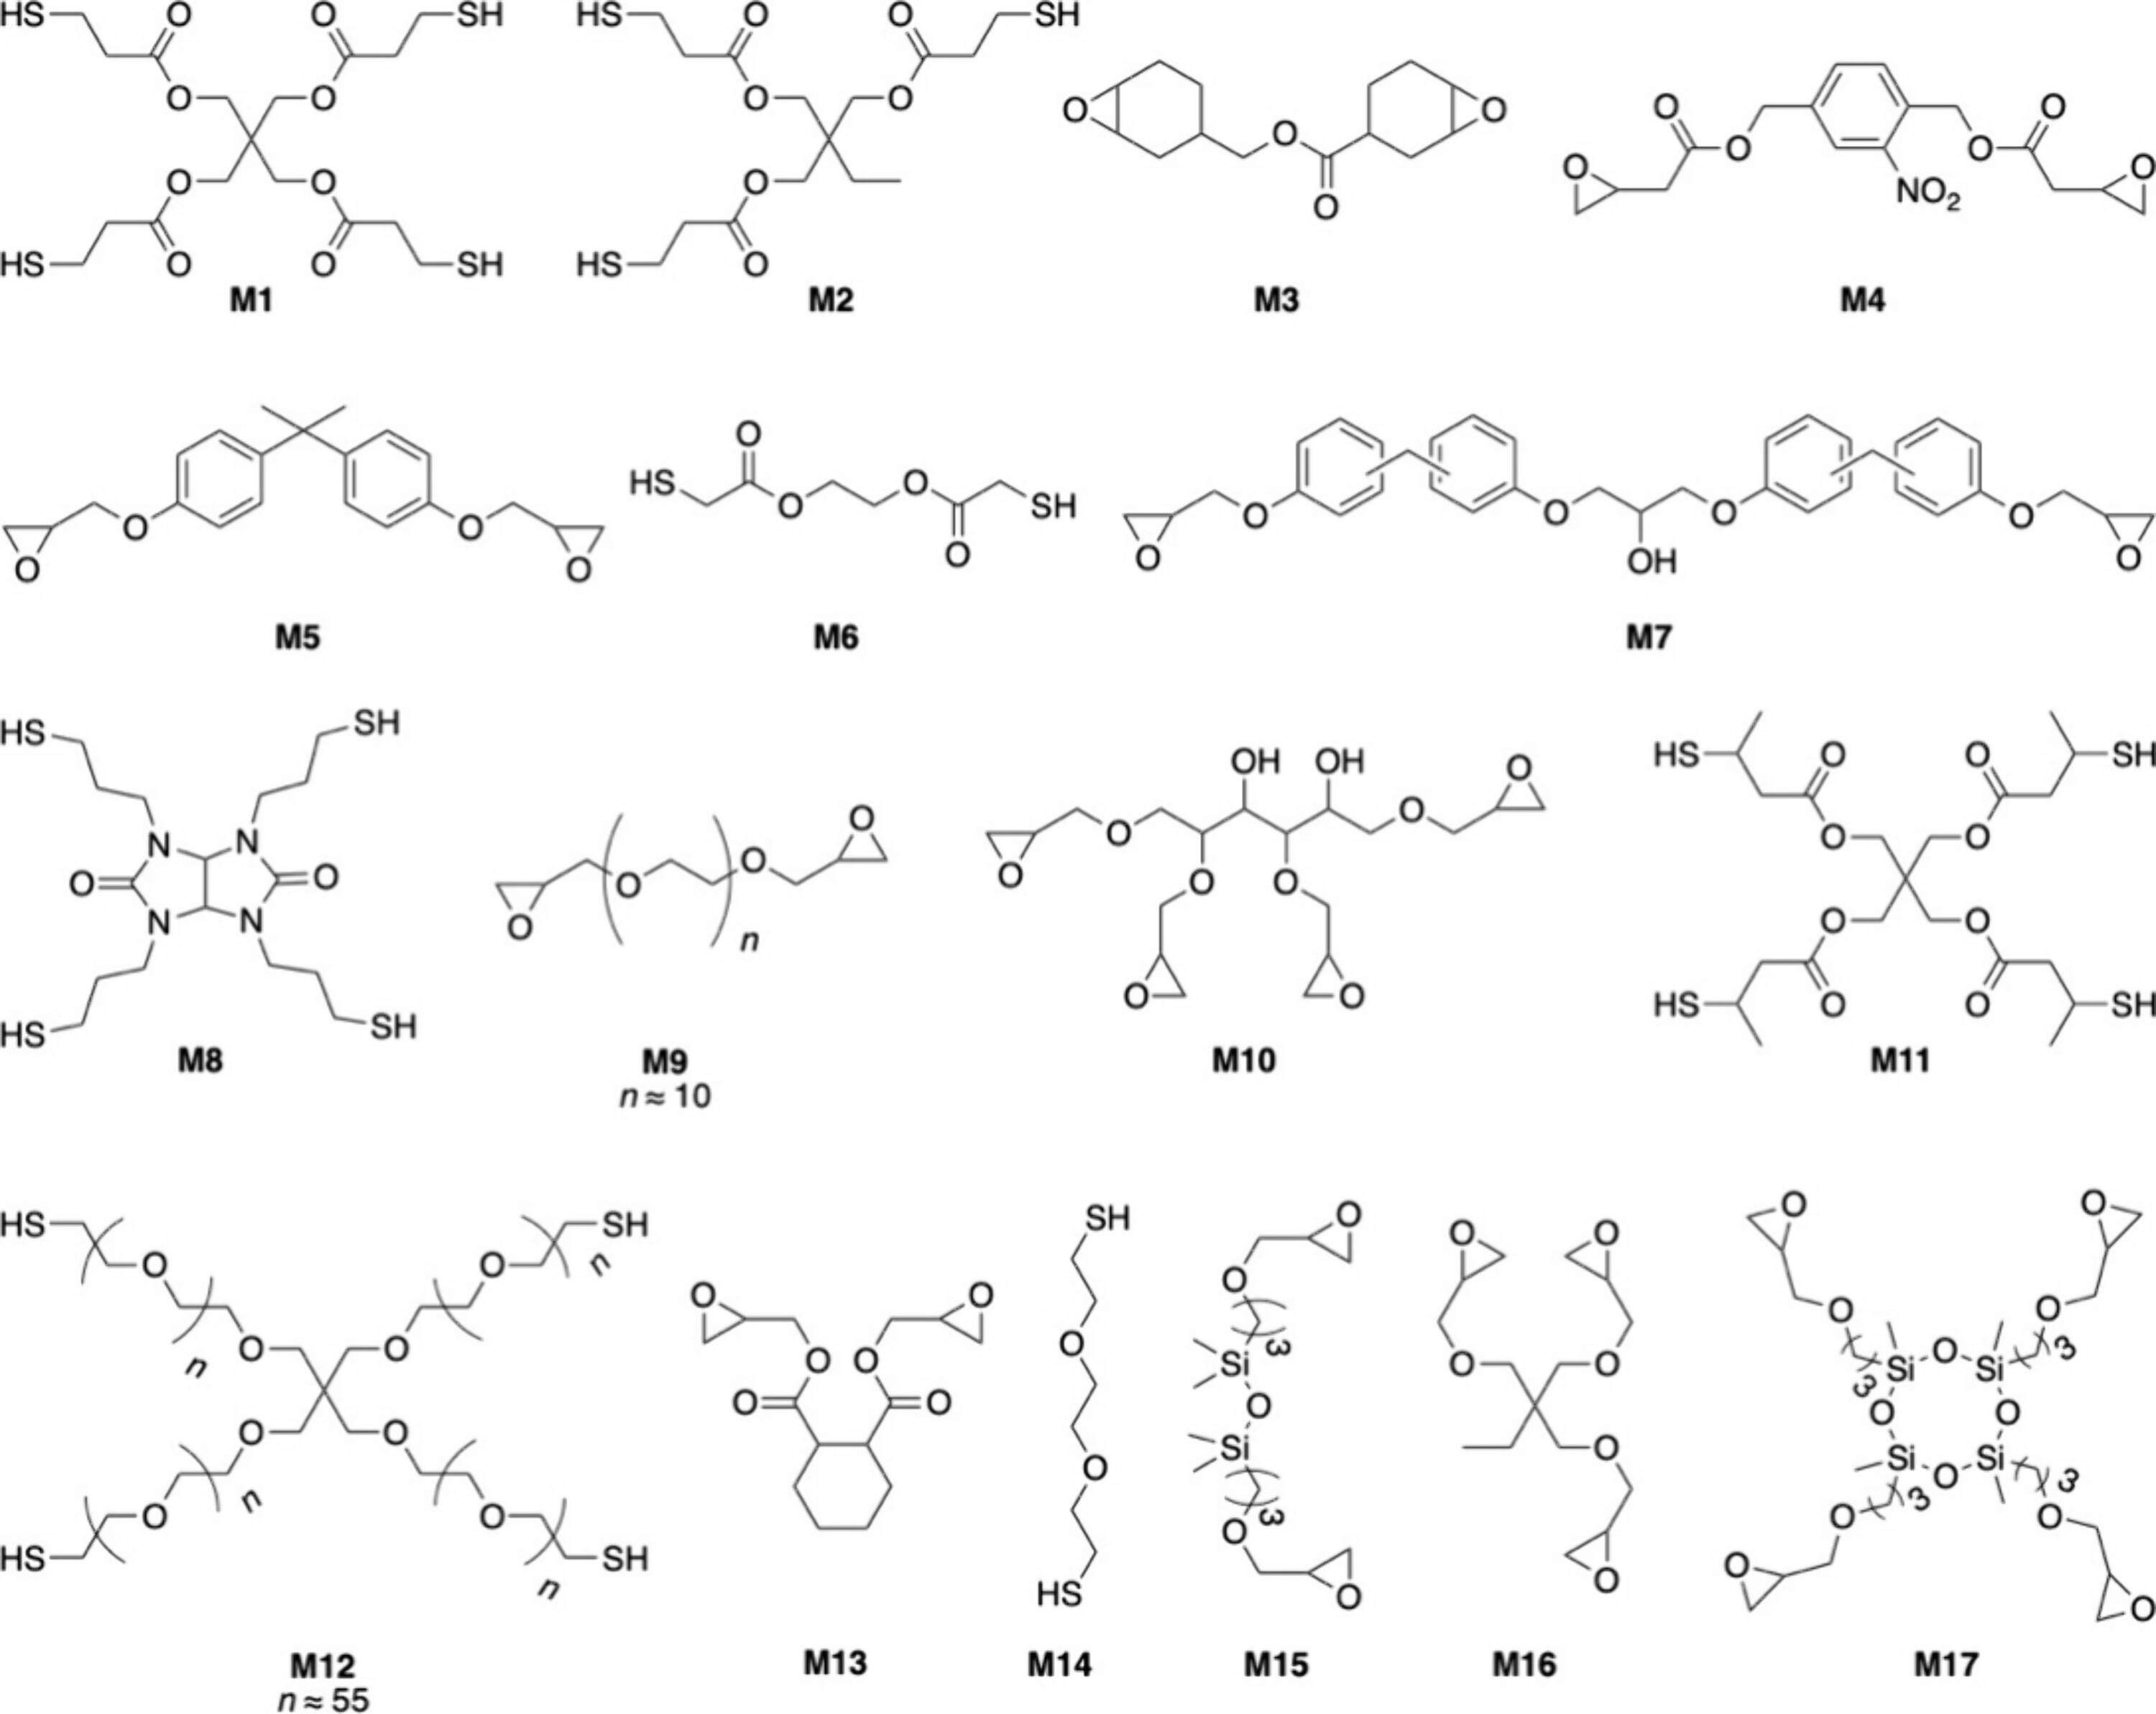 HS O O SH HS O O SH
O O O O O O O O O O
O O O O O O O O
HS O O SH HS O NO2
M1 M2 M3 M4
O
HS O O O O O O
O O O SH
O O O O OH O
M5 M6 M7
HS SH OH OH O HS O O SH
N N O O O O O
O O O O O O
N N O n O O HS O O SH
HS SH
M8 M9 M10 M11
n ≈ 10
HS SH SH O O O O O
O O n O O O
O O O O O O O Si O Si 3
n O O Si 3 O O 3
O O O O O O O O
n Si Si Si 3
O O O 3 O 3 O
HS SH HS O O O O O
n
M12 M13 M14 M15 M16 M17
n ≈ 55